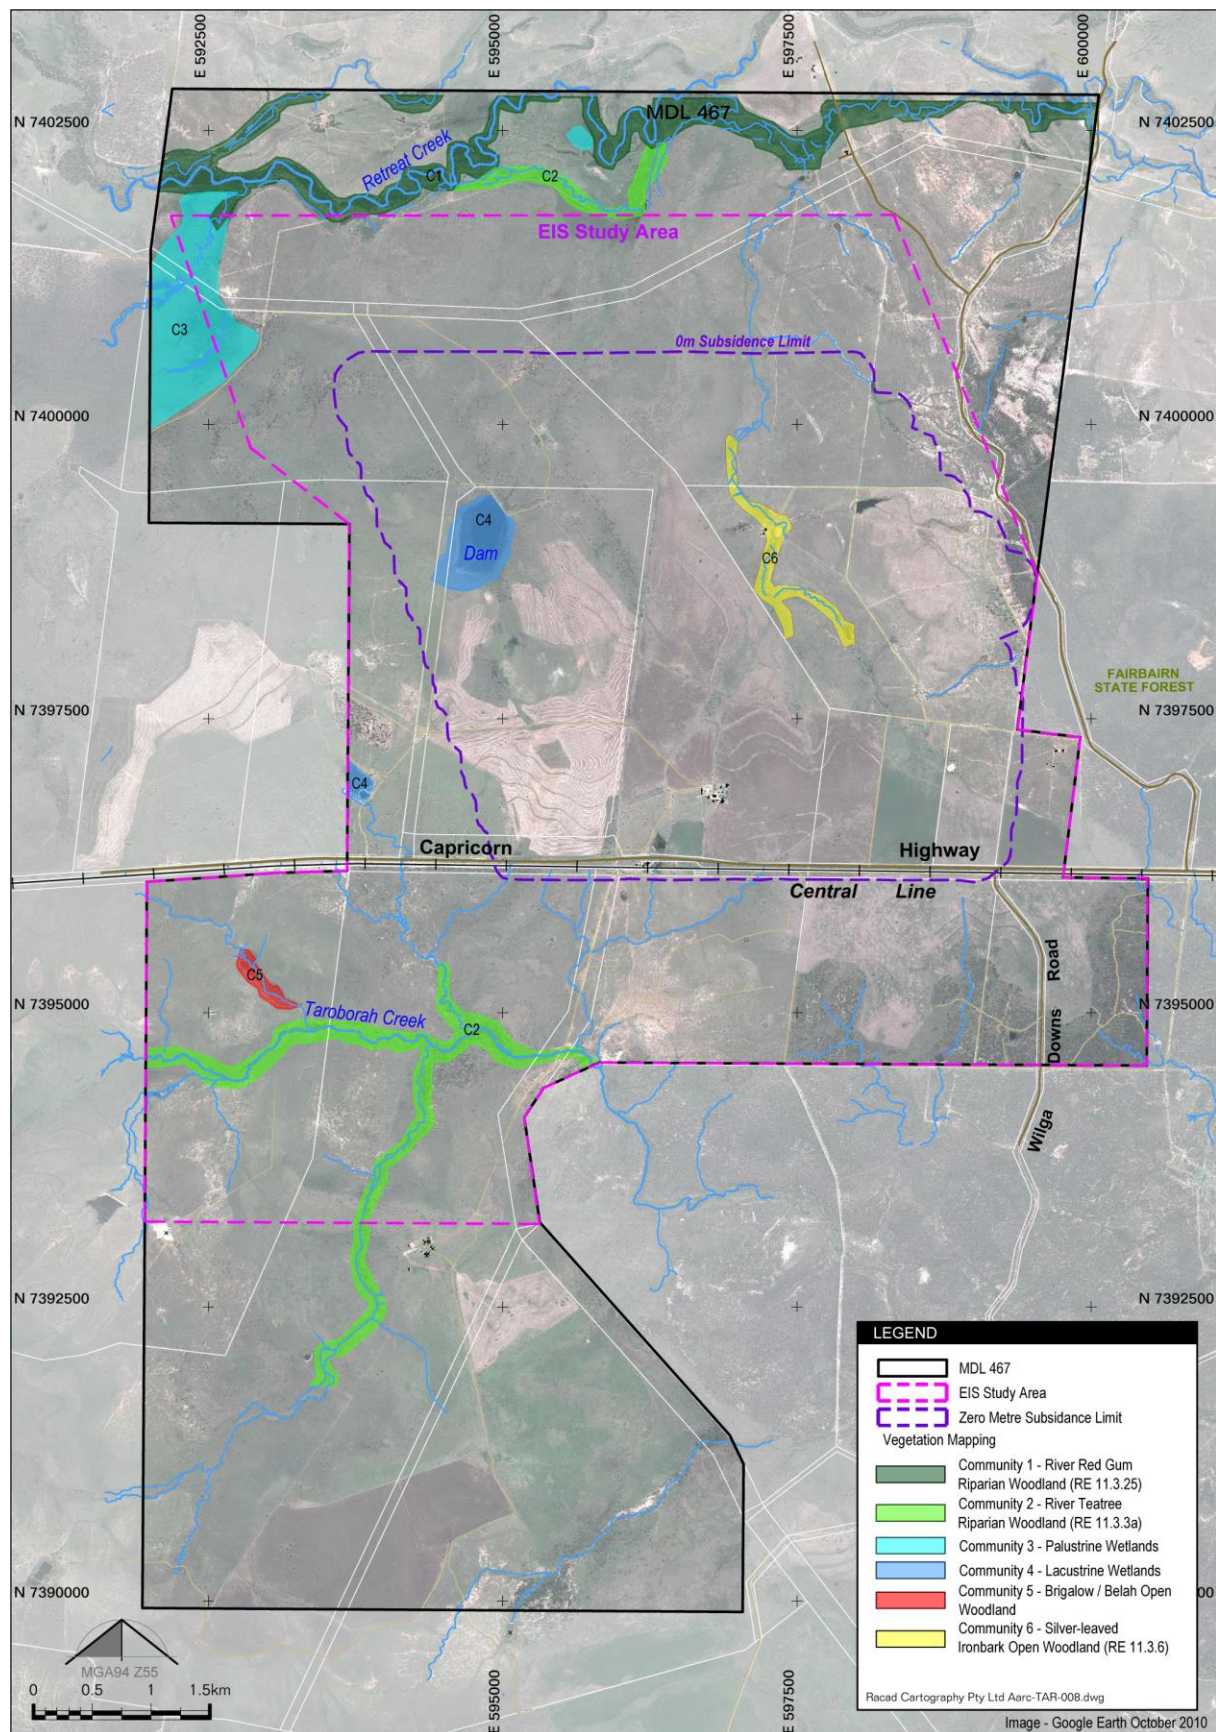 E 592500
E 595000
E 597500
E 600000
N 7402500
MDL 467
N 7402500
Retreat Creek
C1
C2
EIS Study Area
C3
0m Subsidence Limit
N 7400000
N 7400000
C4
Dam
C6
FAIRBAIRN
STATE FOREST
N 7397500
N 7397500
C4
Capricorn
Highway
Central Line
C5
Taroborah Creek
C2
N 7395000
N 7395000
Wilga Downs Road
N 7392500
N 7392500
LEGEND
MDL 467
EIS Study Area
Zero Metre Subsidance Limit
Vegetation Mapping
Community 1 - River Red Gum
Riparian Woodland (RE 11.3.25)
Community 2 - River Teatree
Riparian Woodland (RE 11.3.3a)
Community 3 - Palustrine Wetlands
Community 4 - Lacustrine Wetlands
Community 5 - Brigalow / Belah Open
Woodland
Community 6 - Silver-leaved
Ironbark Open Woodland (RE 11.3.6)
Racad Cartography Pty Ltd Aarc-TAR-008.dwg
N 7390000
MGA94 Z55
0 0.5 1 1.5km
E 595000
E 597500
Image - Google Earth October 2010